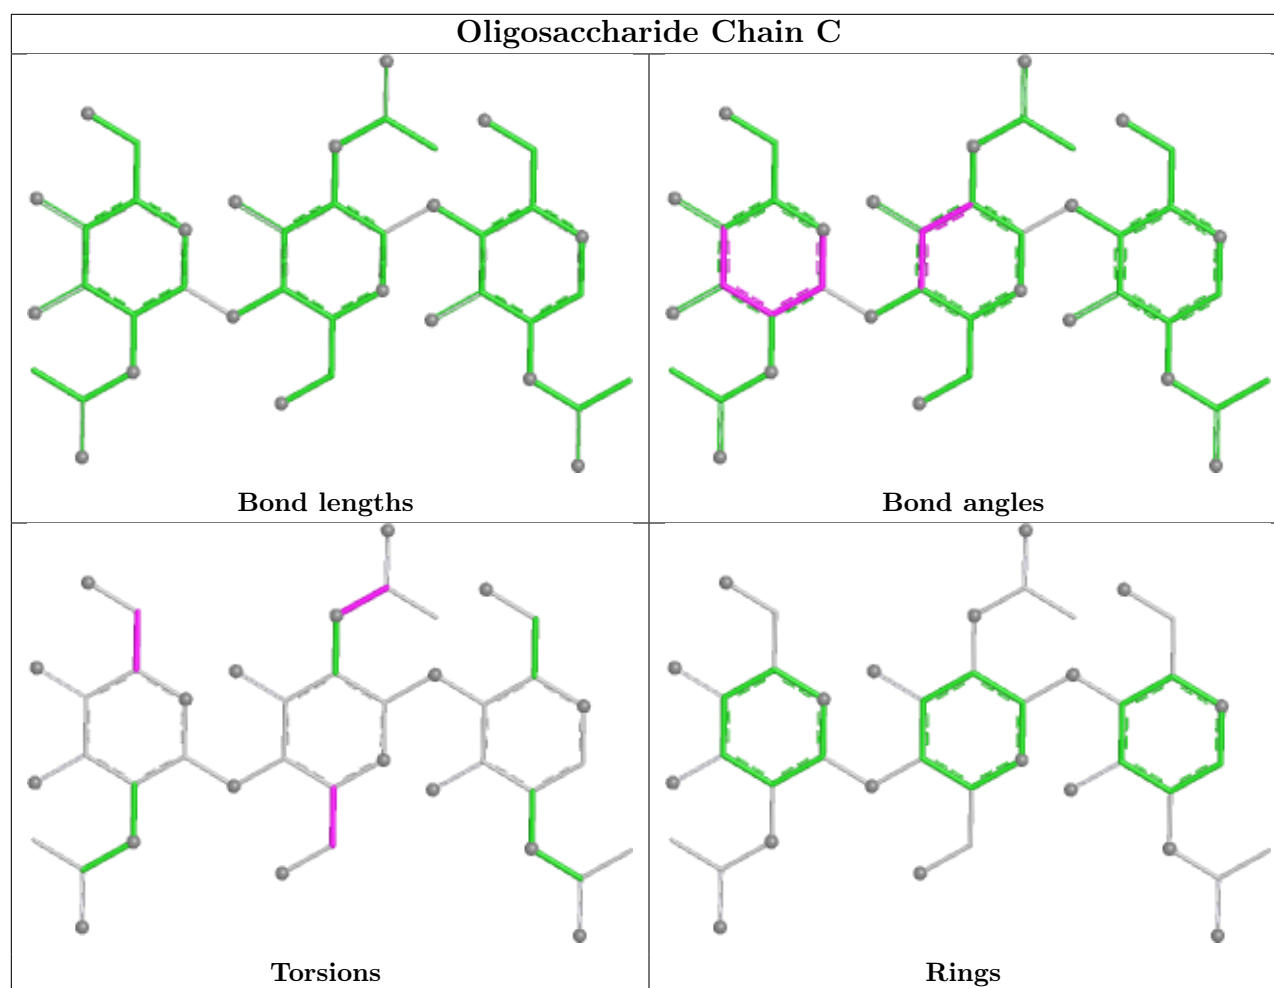 Oligosaccharide Chain C
Bond lengths
Bond angles
Torsions
Rings